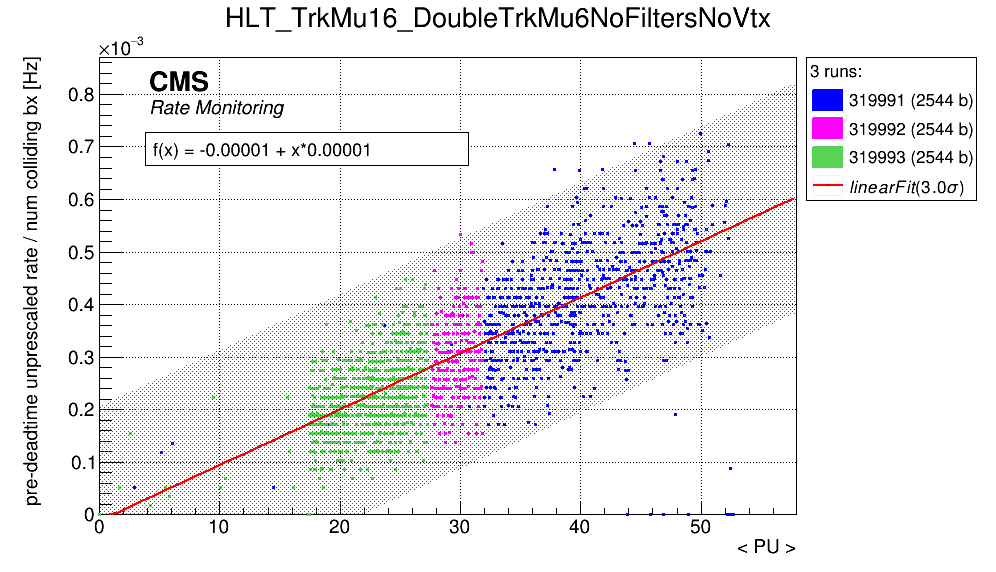 HLT_TrkMu16_DoubleTrkMu6NoFiltersNoVtx
×10⁻³
pre-deadtime unprescaled rate / num colliding bx [Hz]
CMS
Rate Monitoring
f(x) = -0.00001 + x*0.00001
0.8
0.7
0.6
0.5
0.4
0.3
0.2
0.1
0
0 10 20 30 40 50
< PU >
3 runs:
319991 (2544 b)
319992 (2544 b)
319993 (2544 b)
linearFit(3.0σ)